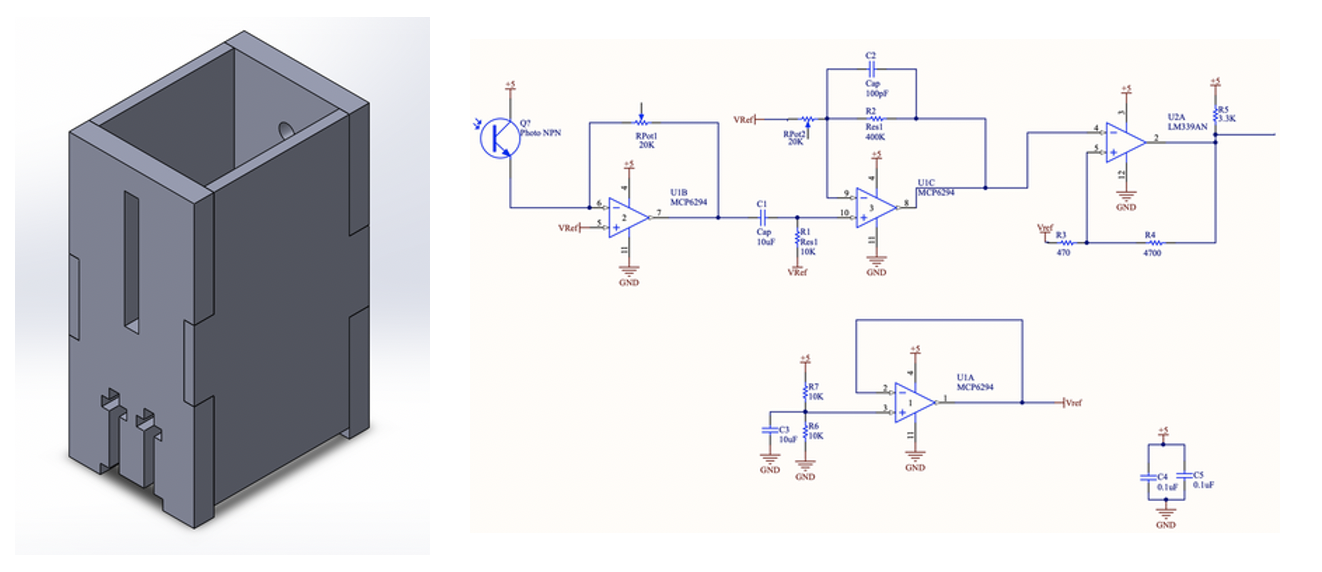 +5
Q?
Photo NPN
RPot1
20K
+5
4
6
2
7
VRef
5
11
GND
U1B
MCP6294
C1
Cap
10uF
R1
Res1
10K
VRef
C2
Cap
100pF
VRef
RPot2
20K
R2
Res1
400K
+5
4
9
3
8
10
11
GND
U1C
MCP6294
+5
3
4
2
5
12
GND
U2A
LM339AN
+5
R5
3.3K
Vref
R3
470
R4
4700
+5
R7
10K
C3
10uF
R6
10K
GND
GND
+5
4
2
1
1
3
11
GND
U1A
MCP6294
Vref
+5
C4
0.1uF
C5
0.1uF
GND